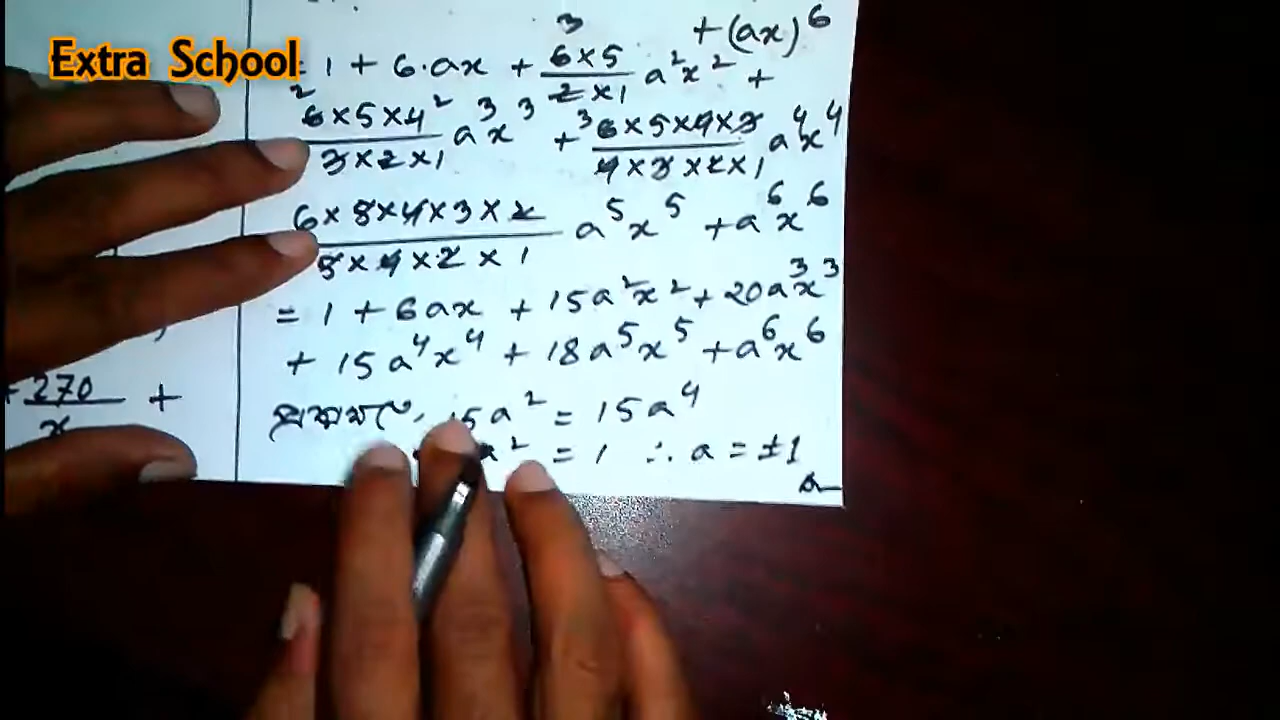 Extra School
+(ax)⁶
= 1 + 6.ax + 6×5/2×1 a²x² +
6×5×4/3×2×1 a³x³ + 6×5×4×3/4×3×2×1 a⁴x⁴
6×5×4×3×2/5×4×2×1 a⁵x⁵ + a⁶x⁶
= 1 + 6ax + 15a²x² + 20a³x³
+ 15a⁴x⁴ + 18a⁵x⁵ + a⁶x⁶
15a² = 15a⁴
a² = 1 ∴ a = ±1
+ 270/x +